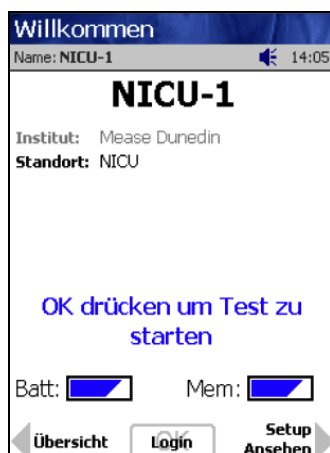 Willkommen
Name: NICU-1 14:05
NICU-1
Institut: Mease Dunedin
Standort: NICU
OK drücken um Test zu
starten
Batt: Mem:
Übersicht Login Setup
Ansehen